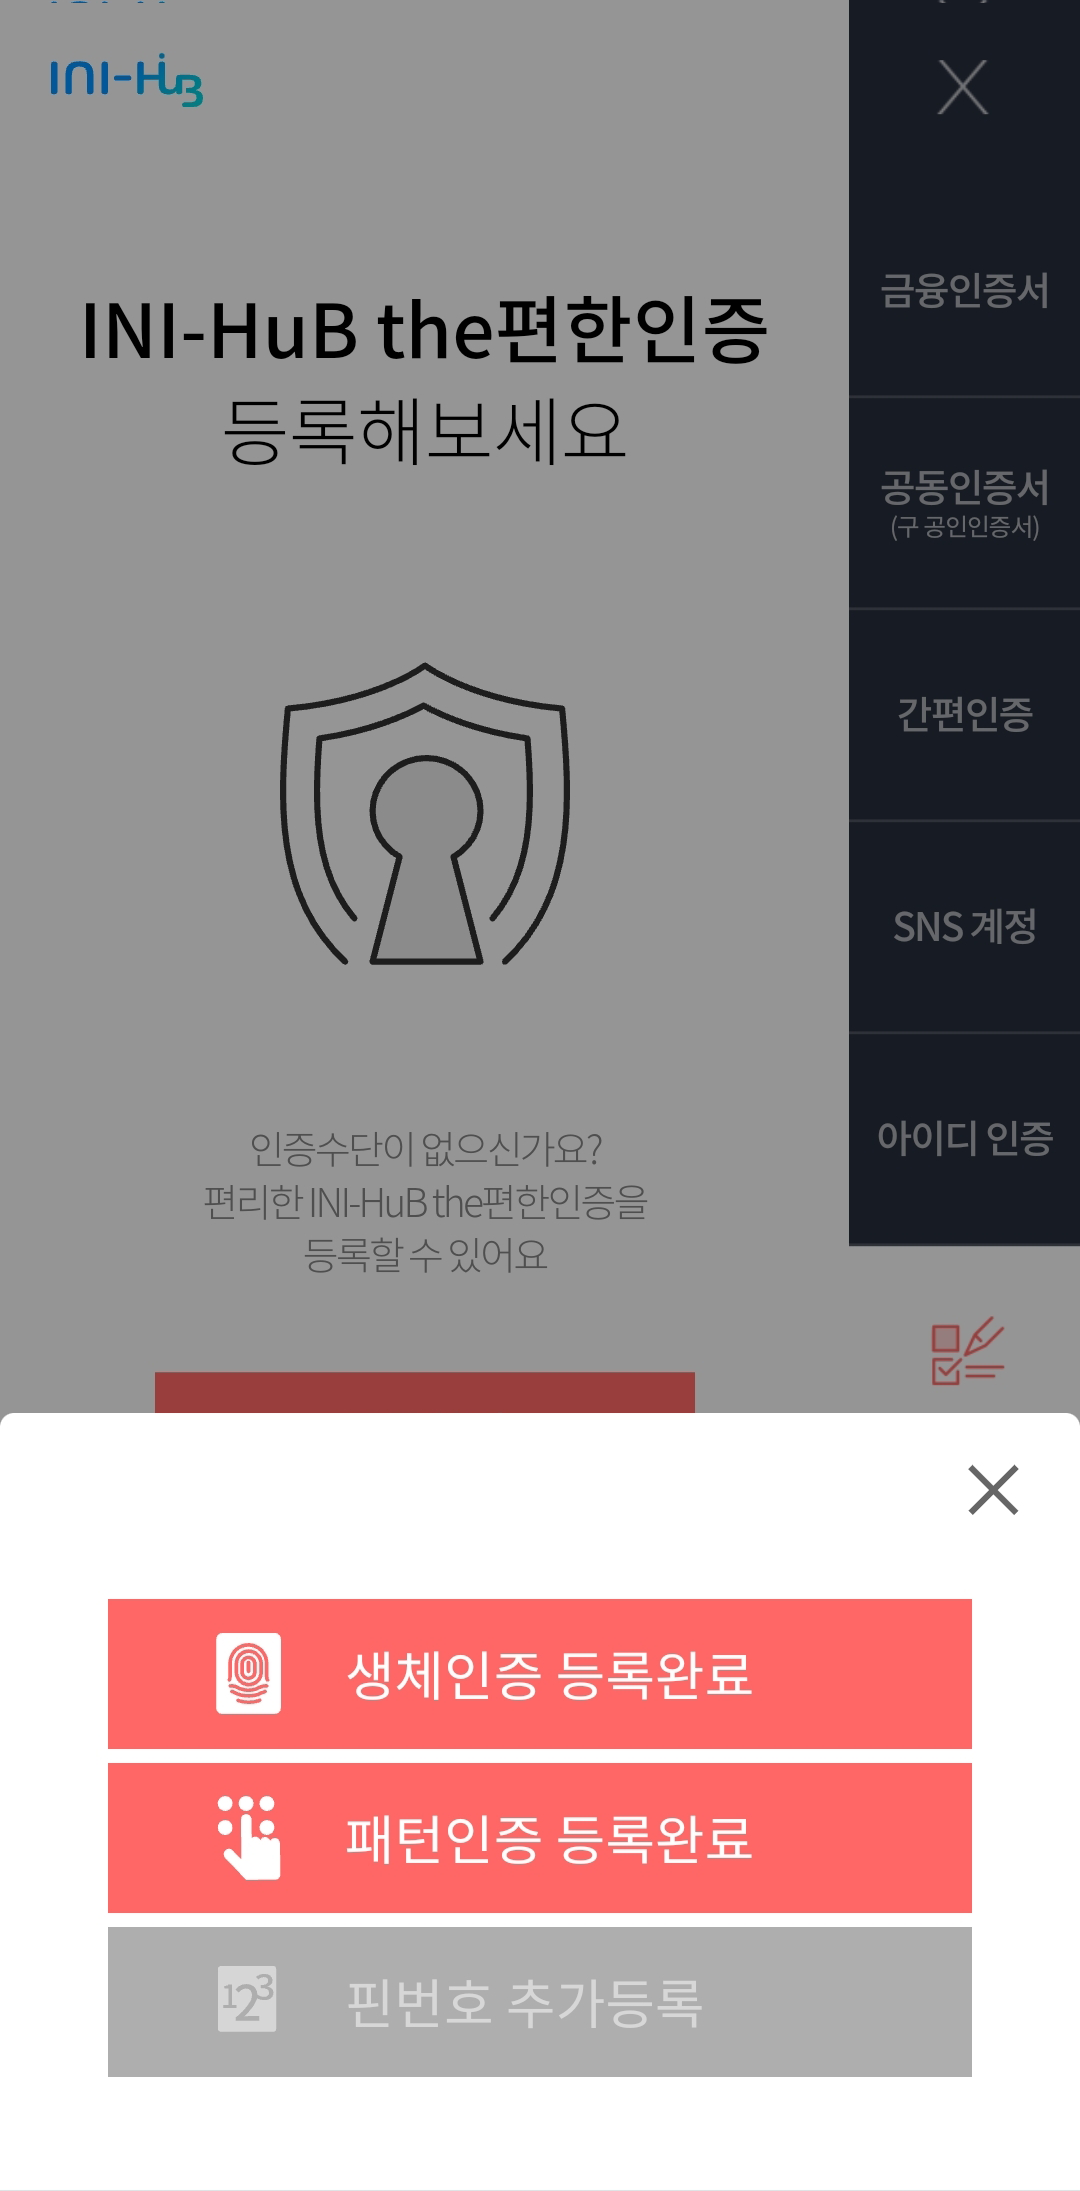 INI-HuB
INI-HuB the편한인증
등록해보세요
인증수단이 없으신가요?
편리한 INI-HuB the편한인증을
등록할 수 있어요
금융인증서
공동인증서
(구 공인인증서)
간편인증
SNS 계정
아이디 인증
생체인증 등록완료
패턴인증 등록완료
123 핀번호 추가등록